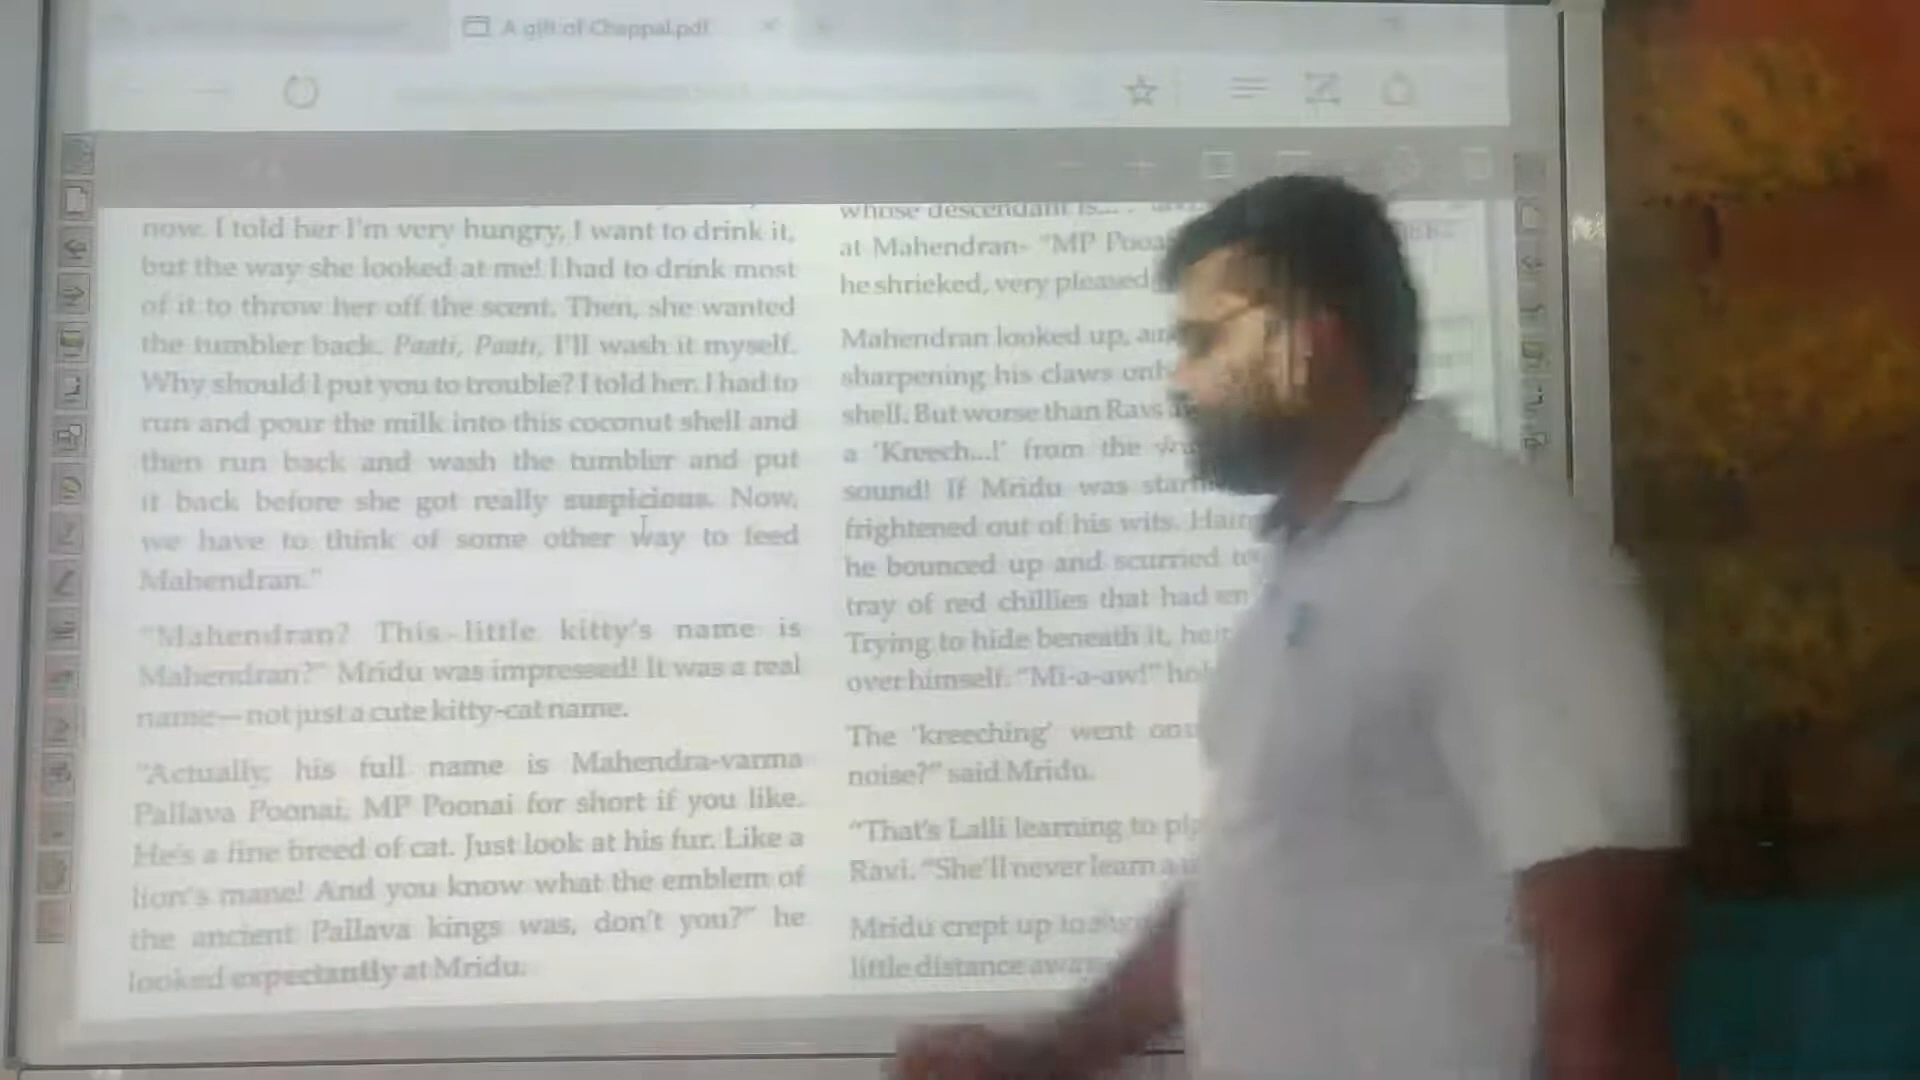 A gift of Chappal.pdf
now. I told her I'm very hungry, I want to drink it,
but the way she looked at me! I had to drink most
of it to throw her off the scent. Then, she wanted
the tumbler back. Paati, Paati, I'll wash it myself.
Why should I put you to trouble? I told her. I had to
run and pour the milk into this coconut shell and
then run back and wash the tumbler and put
it back before she got really suspicious. Now,
we have to think of some other way to feed
Mahendran."
"Mahendran? This little kitty's name is
Mahendran?" Mridu was impressed! It was a real
name—not just a cute kitty-cat name.
"Actually, his full name is Mahendra-varma
Pallava Poonai. MP Poonai for short if you like.
He's a fine breed of cat. Just look at his fur. Like a
lion's mane! And you know what the emblem of
the ancient Pallava kings was, don't you?" he
looked expectantly at Mridu.
whose descendant is....
at Mahendran- "MP
he shrieked, very pleased
Mahendran looked up,
sharpening his claws on
shell. But worse than
a 'Kreech...!' from the
sound! If Mridu was
frightened out of his wits.
he bounced up and scurried
tray of red chillies that had
Trying to hide beneath it, he
over himself. "Mi-a-aw!"
The 'kreeching' went on
noise?" said Mridu.
"That's Lalli learning to
Ravi. "She'll never learn a
Mridu crept up to
little distance away